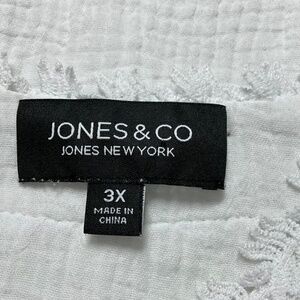 JONES & CO
JONES NEW YORK
3X
MADE IN
CHINA